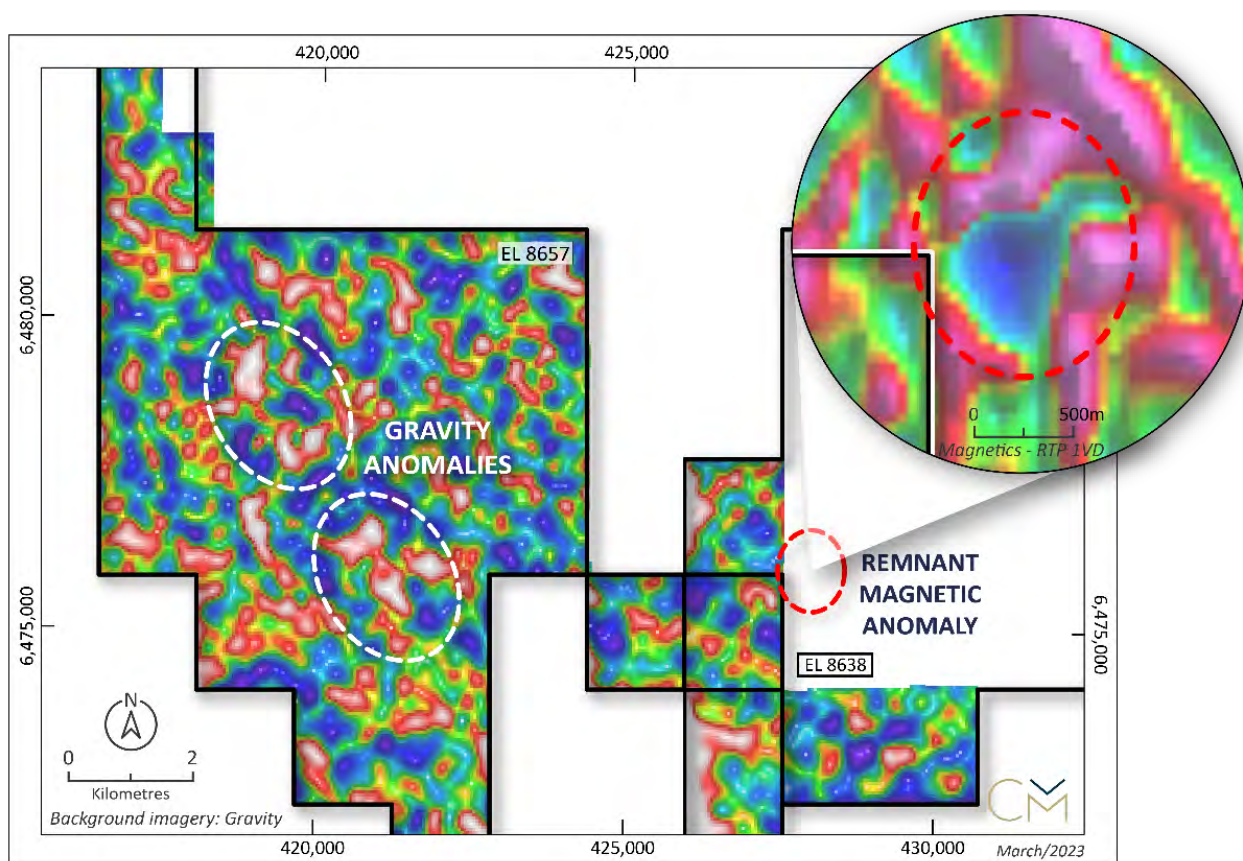 420,000
425,000
EL 8657
6,480,000
GRAVITY
ANOMALIES
0
500m
Magnetics - RTP 1VD
REMNANT
MAGNETIC
ANOMALY
6,475,000
6,475,000
EL 8638
N
0
2
Kilometres
Background imagery: Gravity
CVM
March/2023
420,000
425,000
430,000